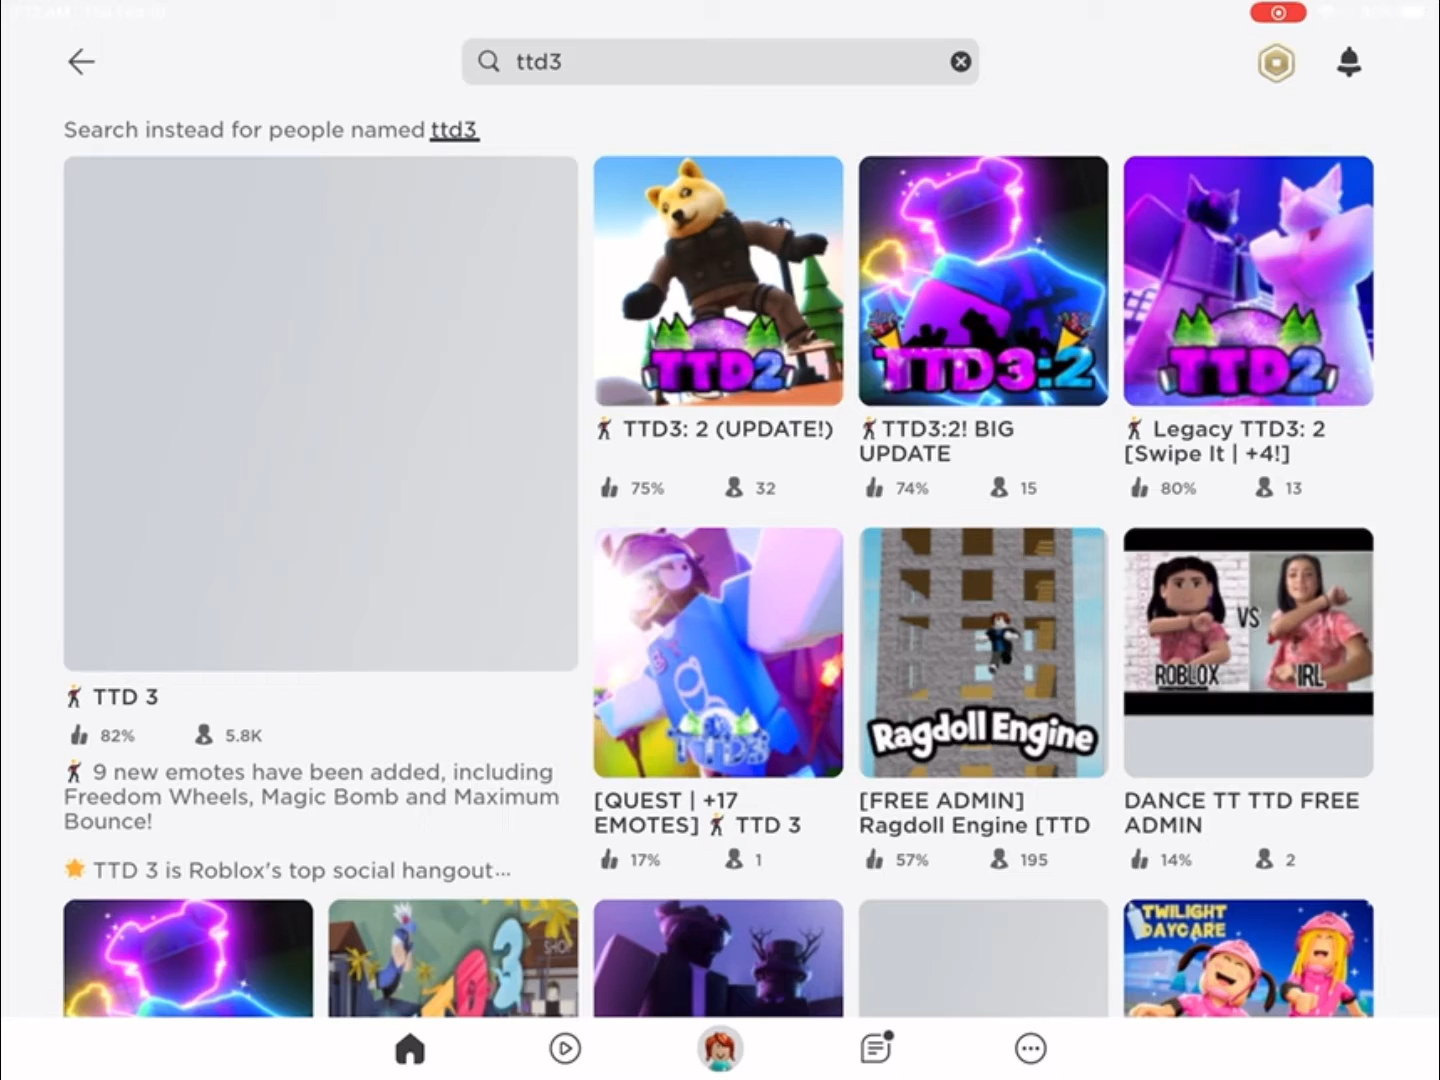 ttd3
Search instead for people named ttd3
TTD 3
82% 5.8K
9 new emotes have been added, including
Freedom Wheels, Magic Bomb and Maximum
Bounce!
TTD 3 is Roblox's top social hangout...
TTD2
TTD3: 2 (UPDATE!)
75% 32
TTD3:2
TTD3:2! BIG
UPDATE
74% 15
TTD2
Legacy TTD3: 2
[Swipe It | +4!]
80% 13
TTD3
[QUEST | +17
EMOTES] TTD 3
17% 1
Ragdoll Engine
[FREE ADMIN]
Ragdoll Engine [TTD
57% 195
VS
ROBLOX IRL
DANCE TT TTD FREE
ADMIN
14% 2
3
SHOP
TWILIGHT
DAYCARE